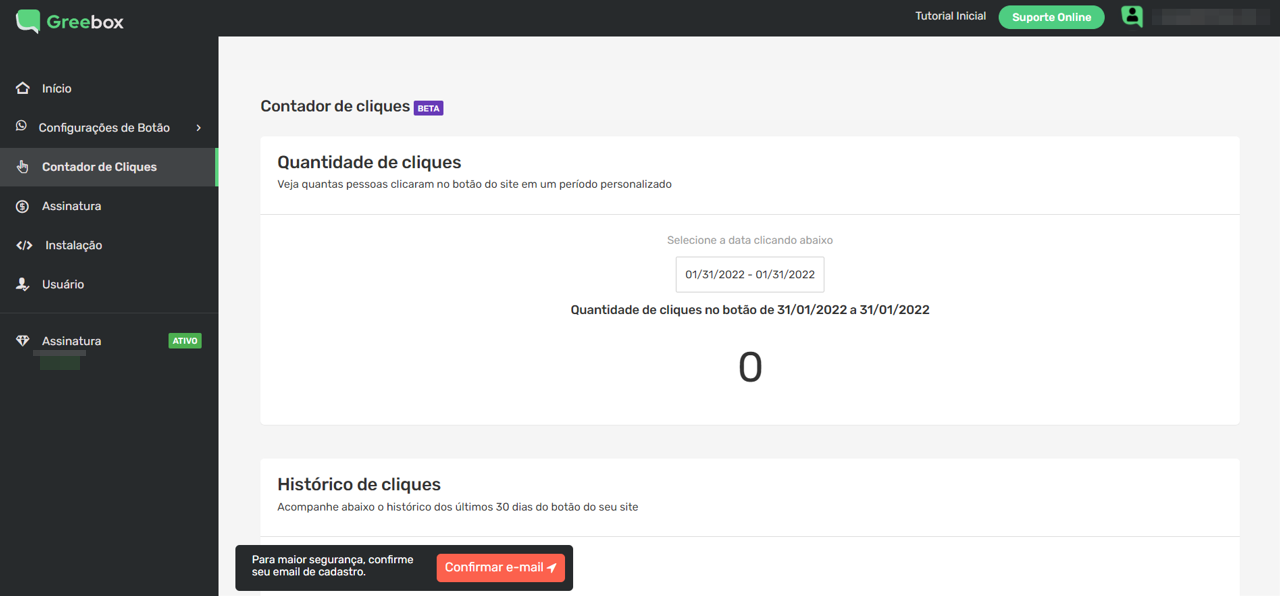 Greebox
Tutorial Inicial
Suporte Online
Início
Configurações de Botão
Contador de Cliques
Assinatura
Instalação
Usuário
Assinatura
ATIVO
Contador de cliques BETA
Quantidade de cliques
Veja quantas pessoas clicaram no botão do site em um período personalizado
Selecione a data clicando abaixo
01/31/2022 - 01/31/2022
Quantidade de cliques no botão de 31/01/2022 a 31/01/2022
0
Histórico de cliques
Acompanhe abaixo o histórico dos últimos 30 dias do botão do seu site
Para maior segurança, confirme
seu email de cadastro.
Confirmar e-mail